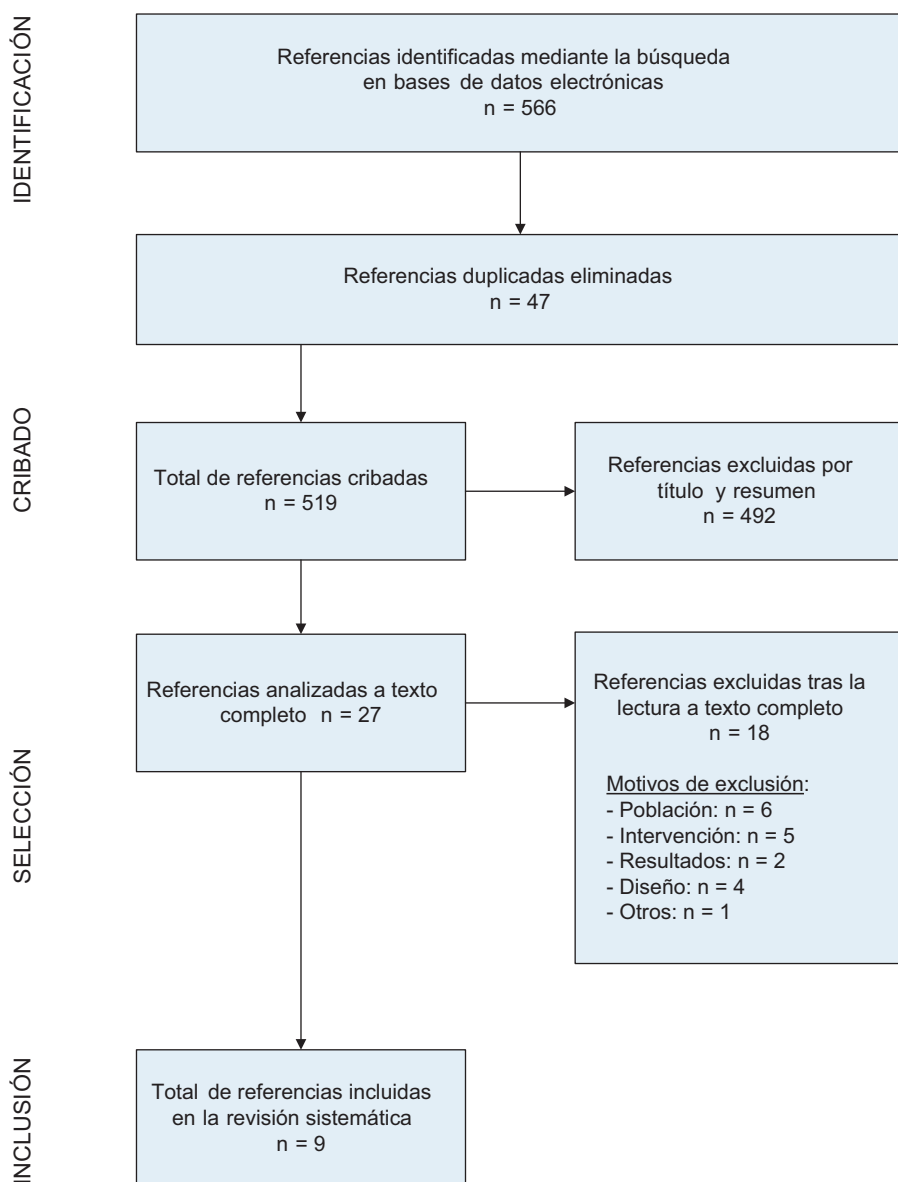 IDENTIFICACIÓN
Referencias identificadas mediante la búsqueda
en bases de datos electrónicas
n = 566
Referencias duplicadas eliminadas
n = 47
CRIBADO
Total de referencias cribadas
n = 519
Referencias excluidas por
título y resumen
n = 492
SELECCIÓN
Referencias analizadas a texto
completo n = 27
Referencias excluidas tras la
lectura a texto completo
n = 18
Motivos de exclusión:
- Población: n = 6
- Intervención: n = 5
- Resultados: n = 2
- Diseño: n = 4
- Otros: n = 1
INCLUSIÓN
Total de referencias incluidas
en la revisión sistemática
n = 9